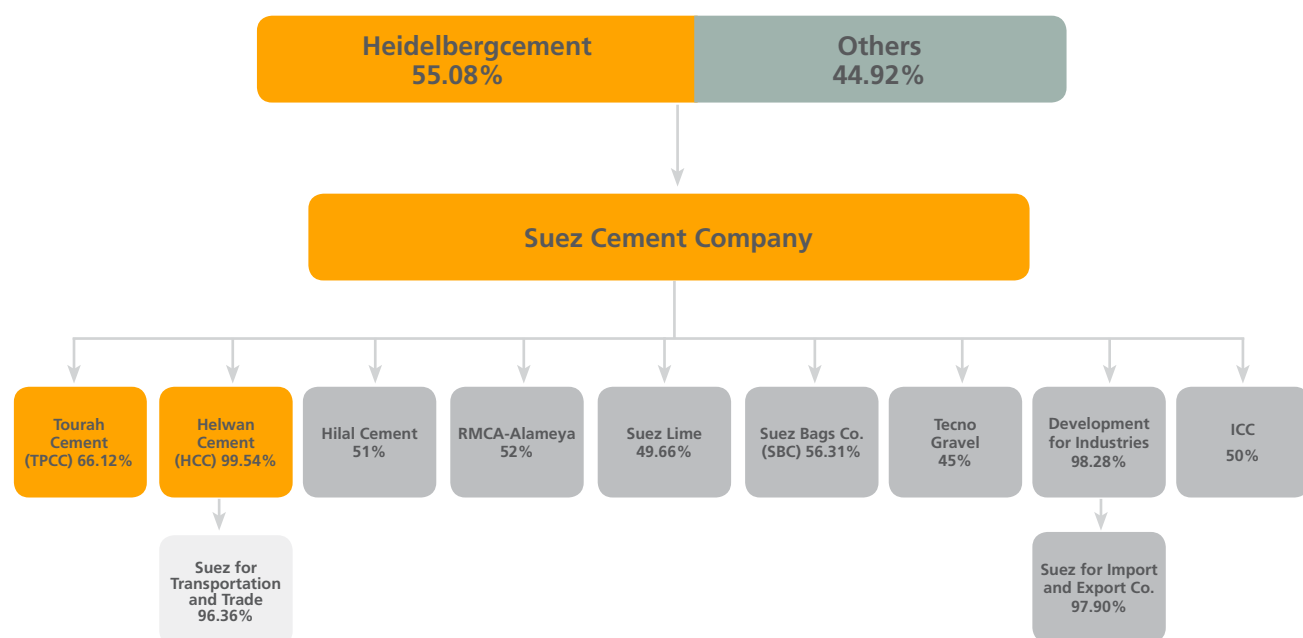 Heidelbergcement
55.08%
Others
44.92%
Suez Cement Company
Tourah
Cement
(TPCC) 66.12%
Helwan
Cement
(HCC) 99.54%
Hilal Cement
51%
RMCA-Alameya
52%
Suez Lime
49.66%
Suez Bags Co.
(SBC) 56.31%
Tecno
Gravel
45%
Development
for Industries
98.28%
ICC
50%
Suez for
Transportation
and Trade
96.36%
Suez for Import
and Export Co.
97.90%